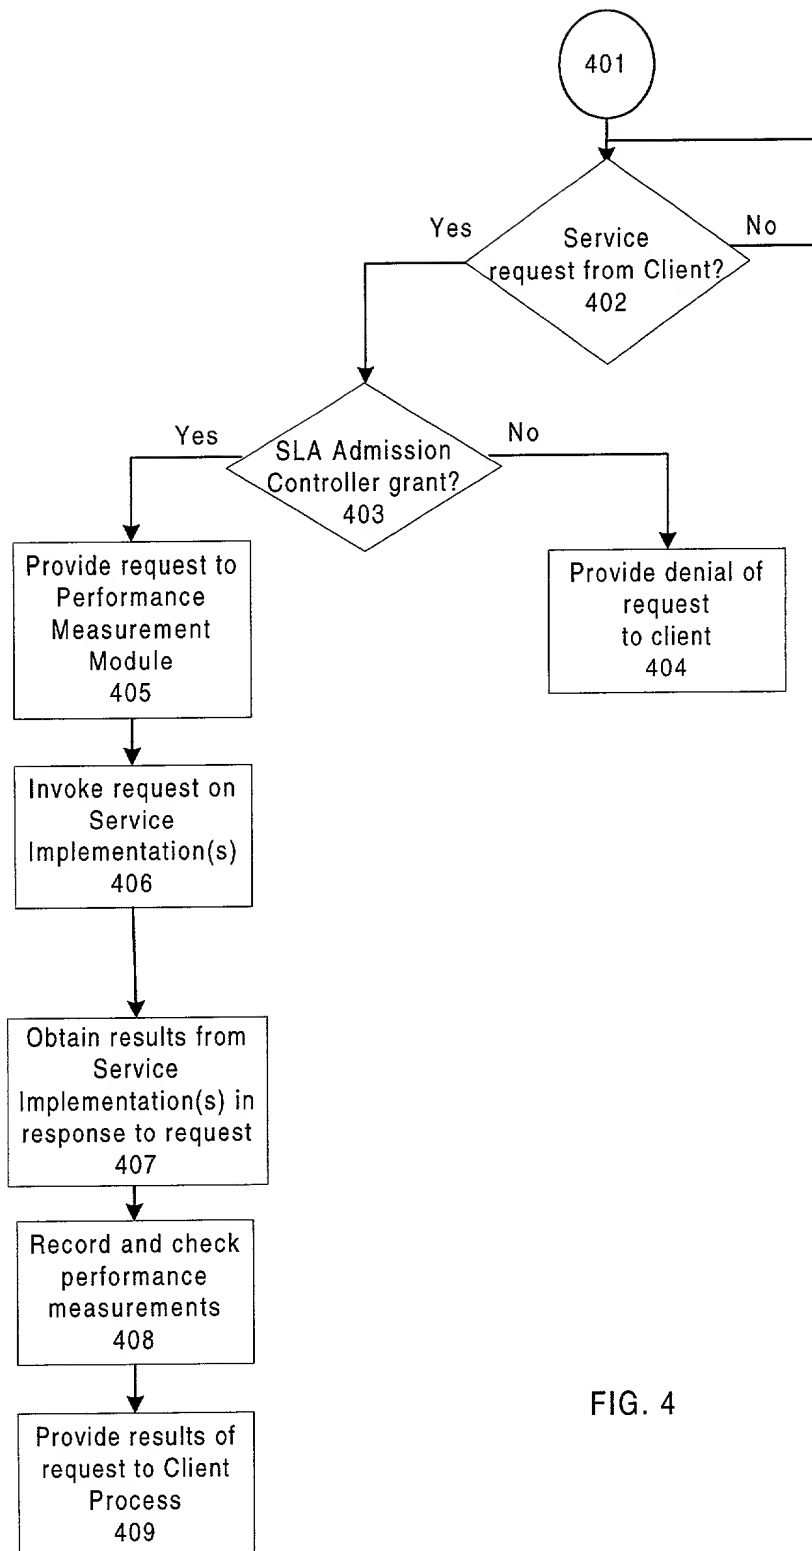 401
Yes
No
Service
request from Client?
402
Yes
No
SLA Admission
Controller grant?
403
Provide request to
Performance
Measurement
Module
405
Provide denial of
request
to client
404
Invoke request on
Service
Implementation(s)
406
Obtain results from
Service
Implementation(s) in
response to request
407
Record and check
performance
measurements
408
FIG. 4
Provide results of
request to Client
Process
409